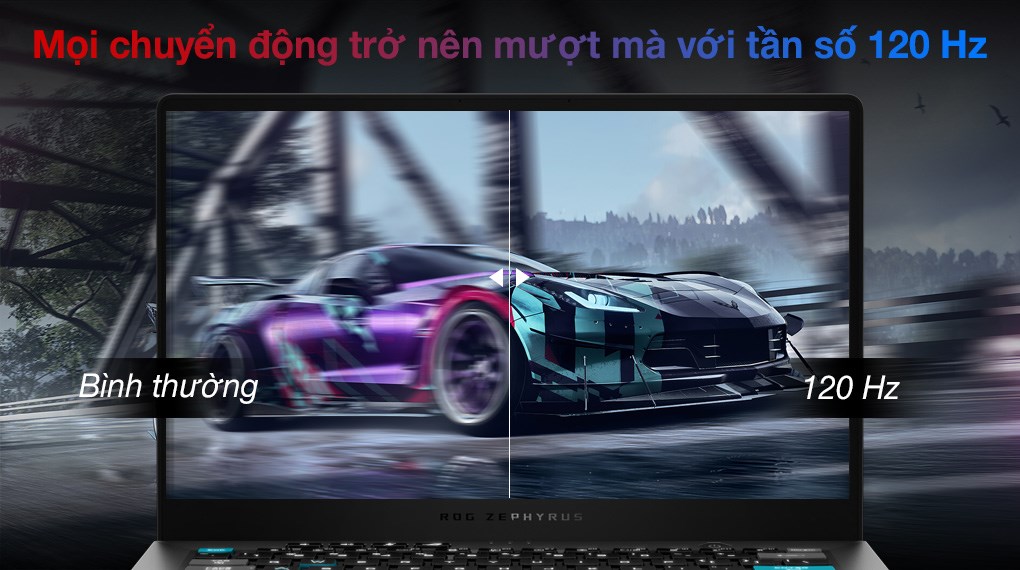 Mọi chuyển động trở nên mượt mà với tần số 120 Hz
Bình thường
120 Hz
ROG ZEPHYRUS